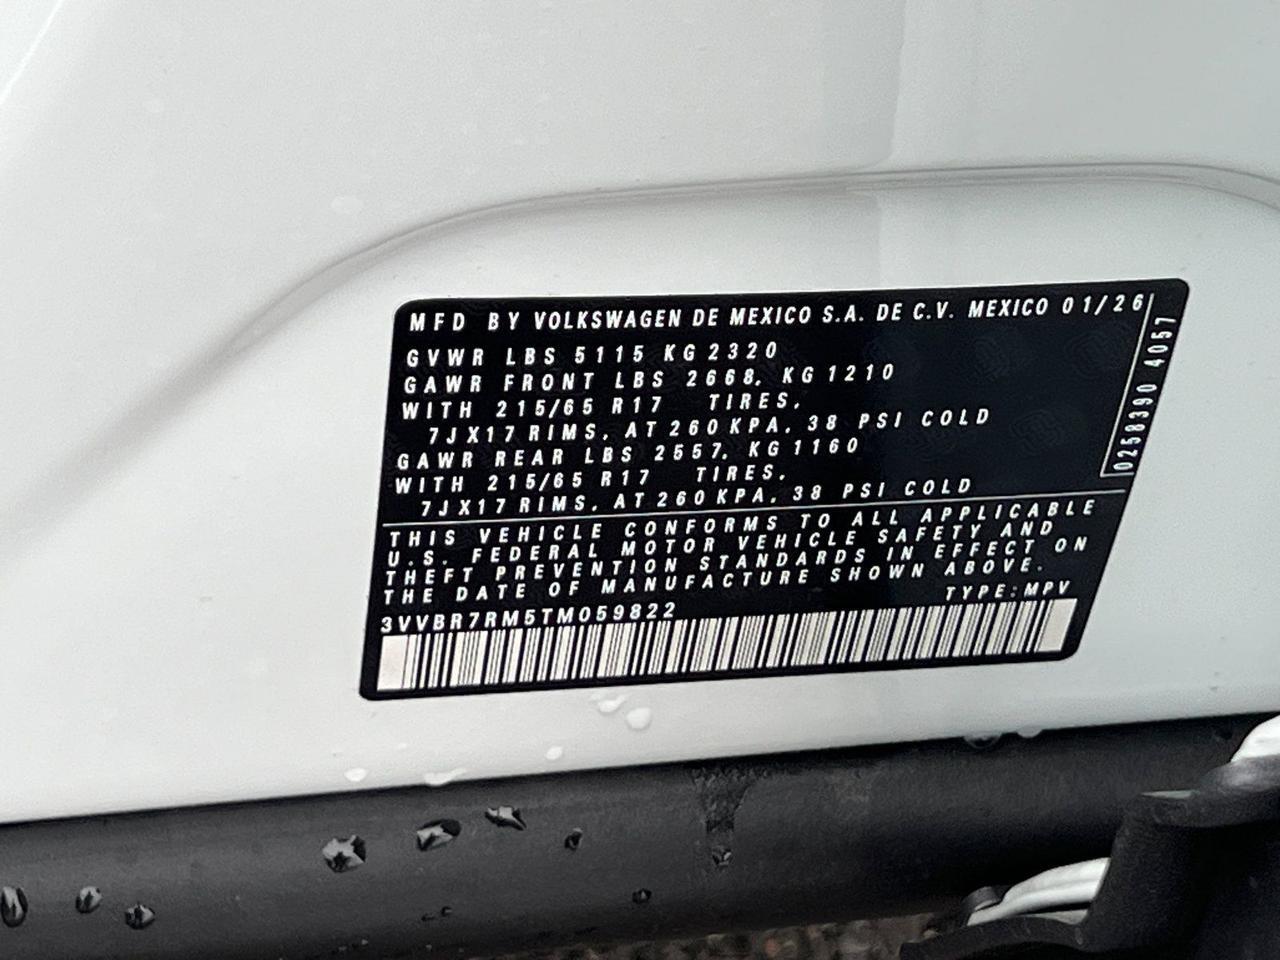 MFD BY VOLKSWAGEN DE MEXICO S.A. DE C.V. MEXICO 01/26
GVWR LBS 5115 KG 2320
GAWR FRONT LBS 2668, KG 1210
WITH 215/65 R17 TIRES,
7JX17 RIMS, AT 260 KPA, 38 PSI COLD
GAWR REAR LBS 2557, KG 1160
WITH 215/65 R17 TIRES,
7JX17 RIMS, AT 260 KPA, 38 PSI COLD
0258390 4057
THIS VEHICLE CONFORMS TO ALL APPLICABLE
U.S. FEDERAL MOTOR VEHICLE SAFETY AND
THEFT PREVENTION STANDARDS IN EFFECT ON
THE DATE OF MANUFACTURE SHOWN ABOVE.
3VVBR7RM5TM059822 TYPE:MPV